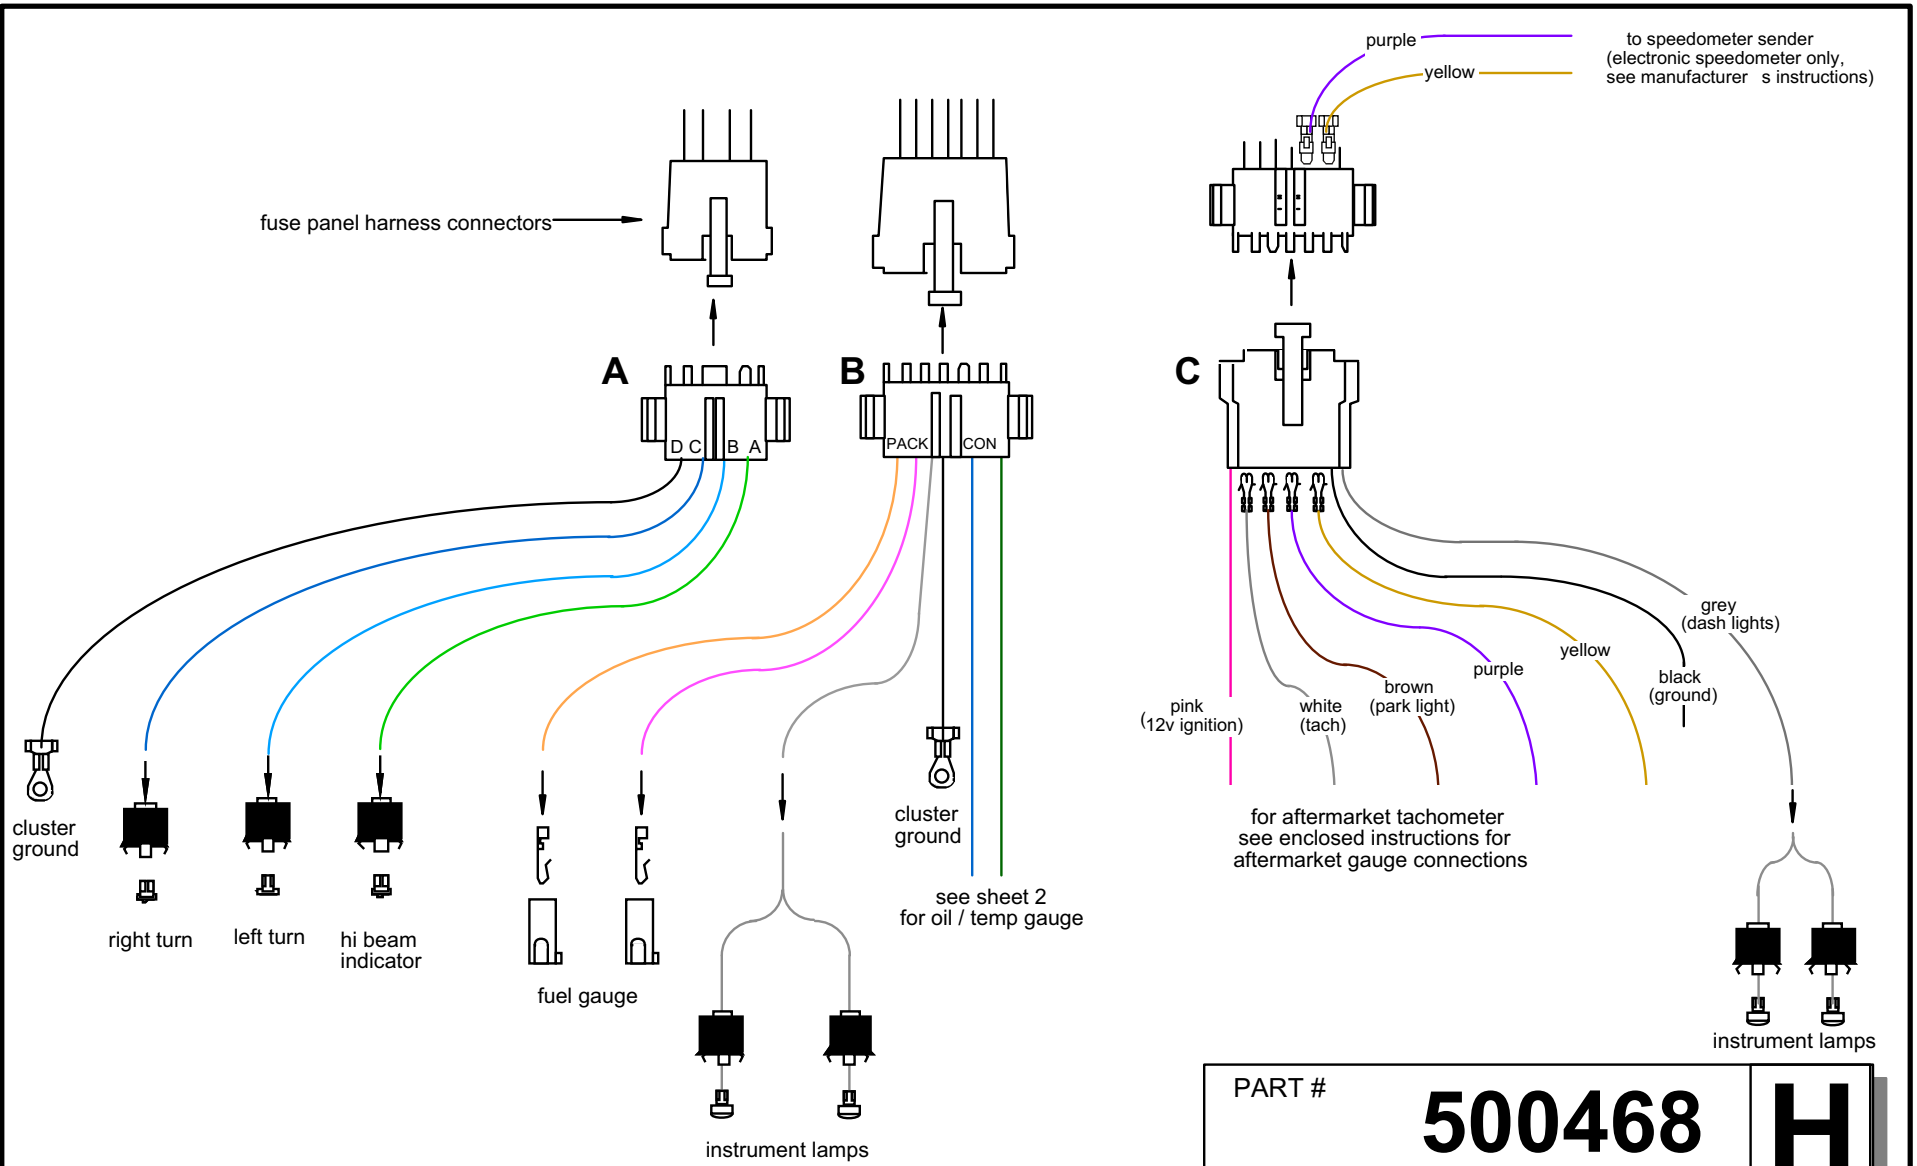 purple
to speedometer sender
(electronic speedometer only,
yellow
see manufacturer s instructions)
fuse panel harness connectors
A
B
C
D C B A
PACK CON
grey
(dash lights)
yellow
purple
black
(ground)
brown
(park light)
pink
(12v ignition)
white
(tach)
cluster
ground
cluster
ground
for aftermarket tachometer
see enclosed instructions for
aftermarket gauge connections
see sheet 2
for oil / temp gauge
right turn
left turn
hi beam
indicator
fuel gauge
instrument lamps
instrument lamps
PART #
500468
H